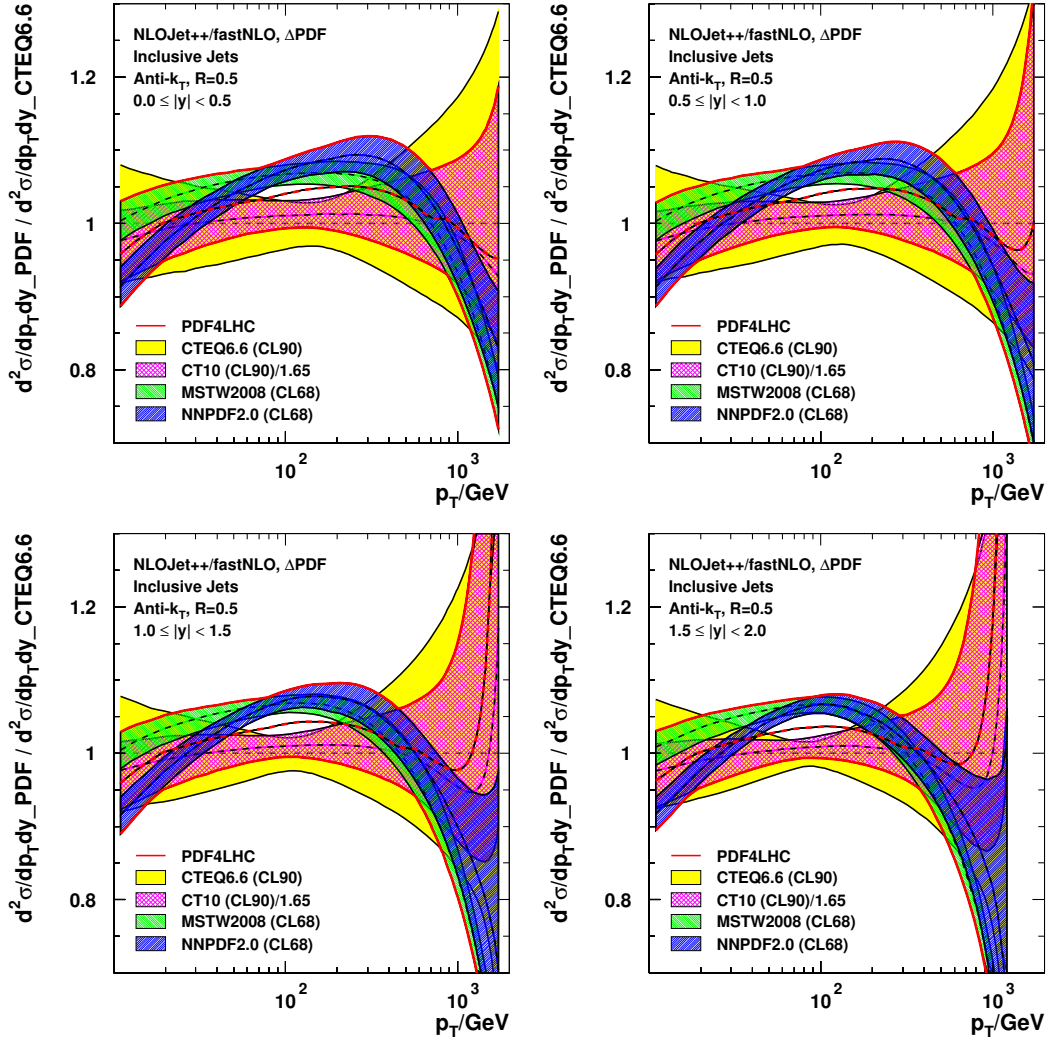 d²σ/dp_Tdy_PDF / d²σ/dp_Tdy_CTEQ6.6
1.2
1
0.8
NLOJet++/fastNLO, ΔPDF
Inclusive Jets
Anti-k_T, R=0.5
0.0 ≤ |y| < 0.5
PDF4LHC
CTEQ6.6 (CL90)
CT10 (CL90)/1.65
MSTW2008 (CL68)
NNPDF2.0 (CL68)
10² 10³
p_T/GeV
d²σ/dp_Tdy_PDF / d²σ/dp_Tdy_CTEQ6.6
1.2
1
0.8
NLOJet++/fastNLO, ΔPDF
Inclusive Jets
Anti-k_T, R=0.5
0.5 ≤ |y| < 1.0
PDF4LHC
CTEQ6.6 (CL90)
CT10 (CL90)/1.65
MSTW2008 (CL68)
NNPDF2.0 (CL68)
10² 10³
p_T/GeV
d²σ/dp_Tdy_PDF / d²σ/dp_Tdy_CTEQ6.6
1.2
1
0.8
NLOJet++/fastNLO, ΔPDF
Inclusive Jets
Anti-k_T, R=0.5
1.0 ≤ |y| < 1.5
PDF4LHC
CTEQ6.6 (CL90)
CT10 (CL90)/1.65
MSTW2008 (CL68)
NNPDF2.0 (CL68)
10² 10³
p_T/GeV
d²σ/dp_Tdy_PDF / d²σ/dp_Tdy_CTEQ6.6
1.2
1
0.8
NLOJet++/fastNLO, ΔPDF
Inclusive Jets
Anti-k_T, R=0.5
1.5 ≤ |y| < 2.0
PDF4LHC
CTEQ6.6 (CL90)
CT10 (CL90)/1.65
MSTW2008 (CL68)
NNPDF2.0 (CL68)
10² 10³
p_T/GeV